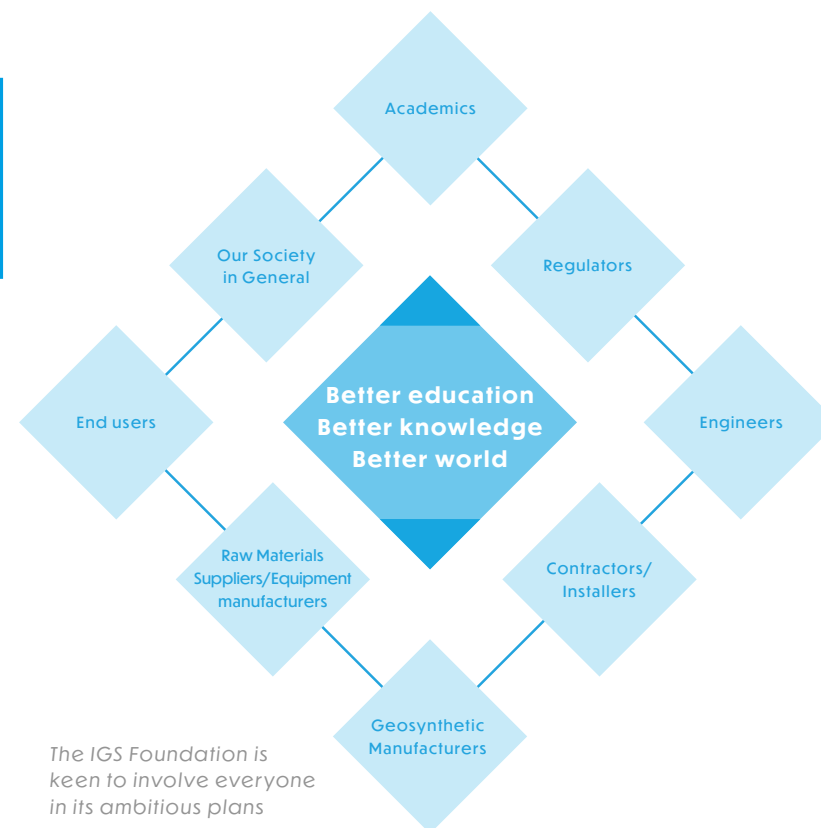 Academics
Our Society
in General
Regulators
End users
Better education
Better knowledge
Better world
Engineers
Raw Materials
Suppliers/Equipment
manufacturers
Contractors/
Installers
Geosynthetic
Manufacturers
The IGS Foundation is
keen to involve everyone
in its ambitious plans